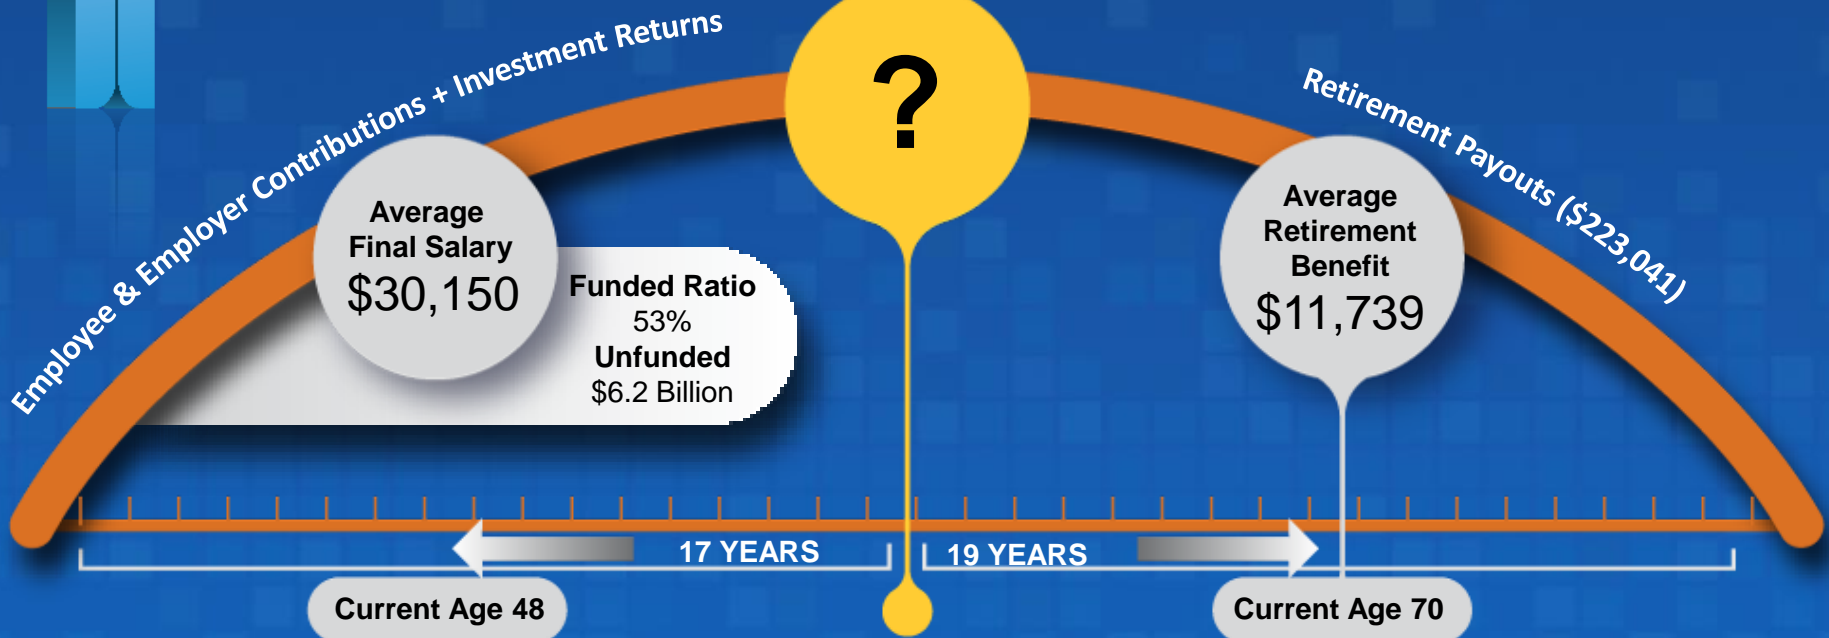 Employee & Employer Contributions + Investment Returns
?
Retirement Payouts ($223,041)
Average
Final Salary
$30,150
Funded Ratio
53%
Unfunded
$6.2 Billion
Average
Retirement
Benefit
$11,739
17 YEARS
19 YEARS
Current Age 48
Current Age 70